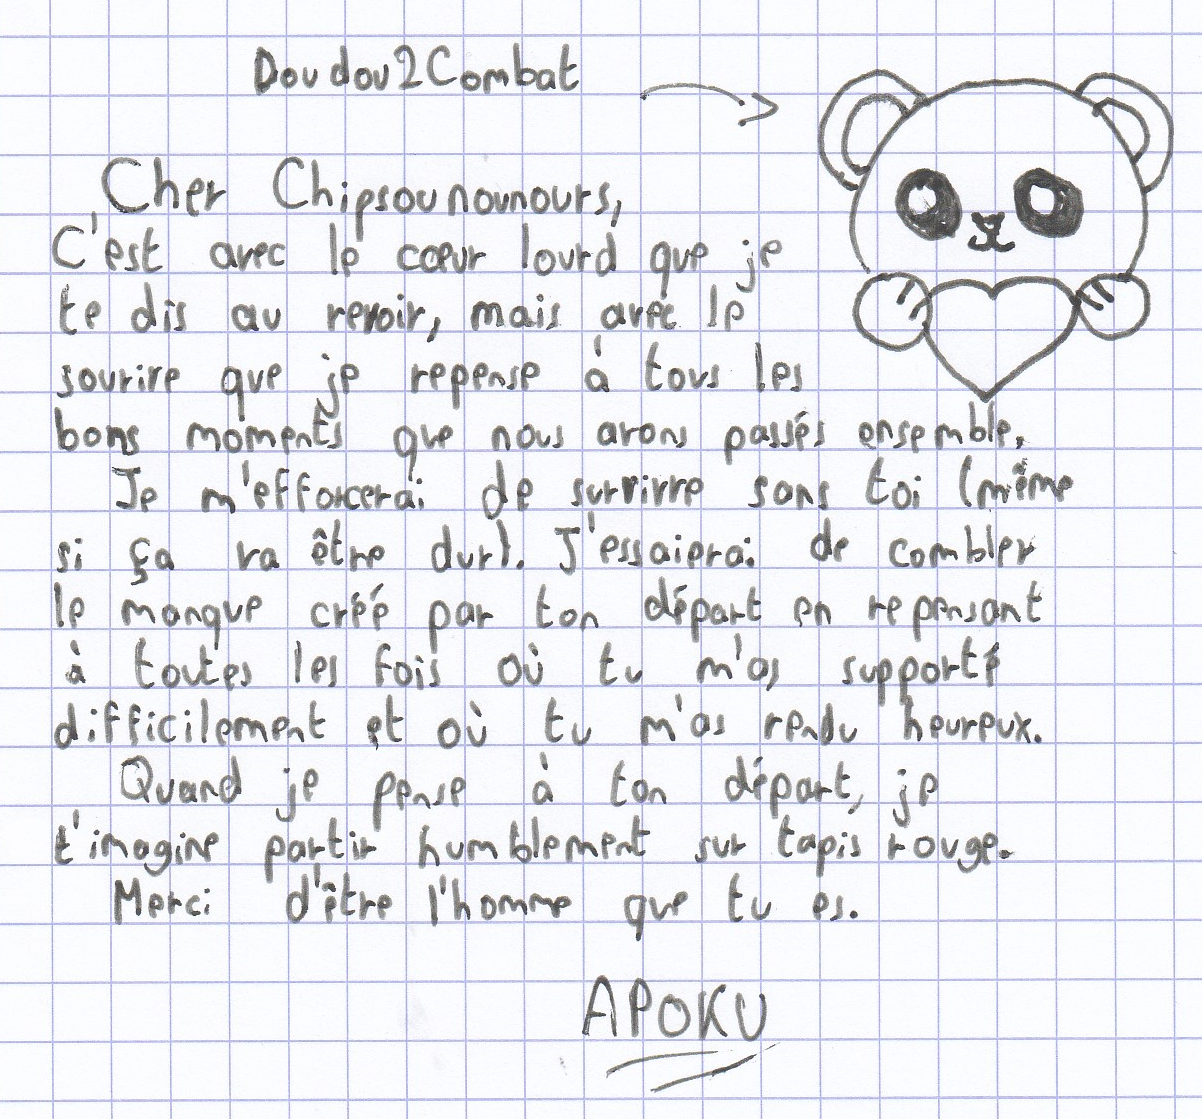 Doudou2Combat
Cher Chipsounounours,
C'est avec le cœur lourd que je
te dis au revoir, mais avec le
sourire que je repense à tous les
bons moments que nous avons passés ensemble.
Je m'efforcerai de survivre sans toi (même
si ça va être dur). J'essaierai de combler
le manque créé par ton départ en repensant
à toutes les fois où tu m'as supporté
difficilement et où tu m'as rendu heureux.
Quand je pense à ton départ, je
t'imagine partir humblement sur tapis rouge.
Merci d'être l'homme que tu es.
APOKU